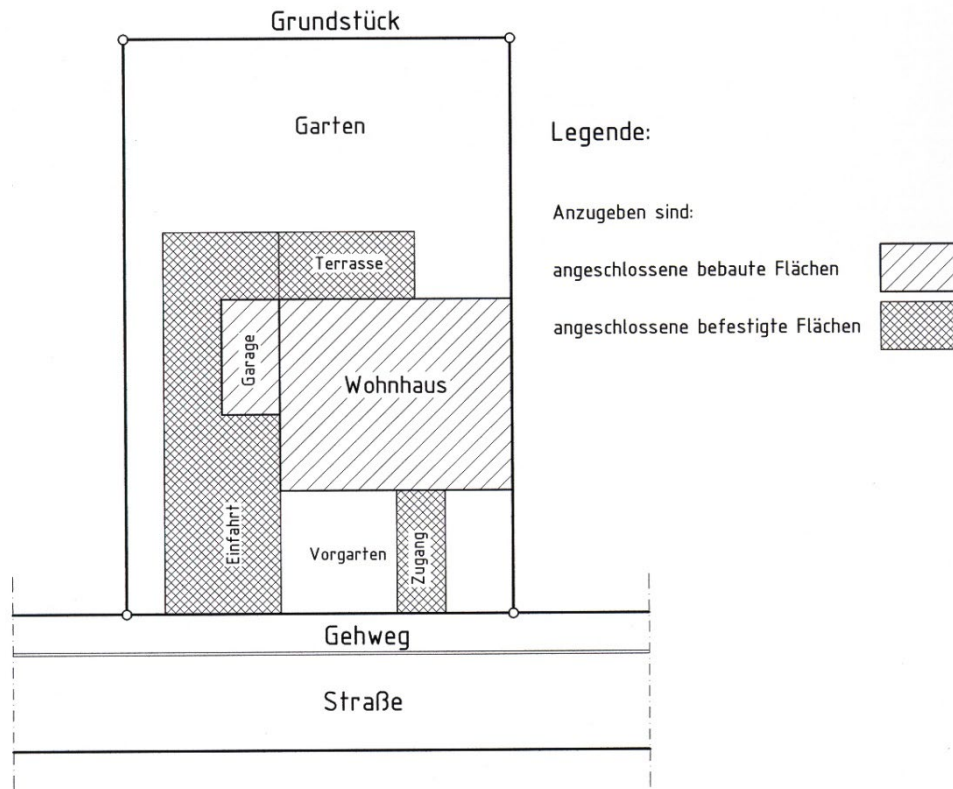 Grundstück
Garten
Legende:
Anzugeben sind:
angeschlossene bebaute Flächen
angeschlossene befestigte Flächen
Terrasse
Garage
Wohnhaus
Einfahrt
Vorgarten
Zugang
Gehweg
Straße